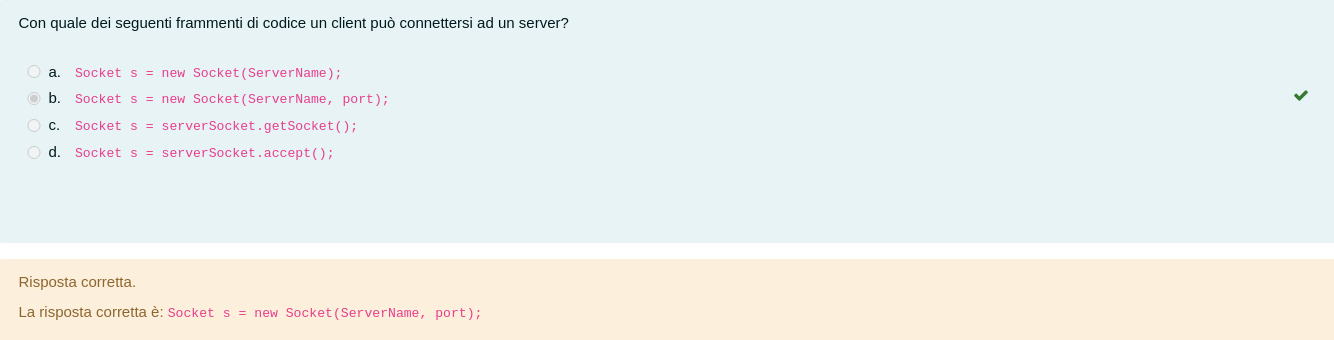 Con quale dei seguenti frammenti di codice un client può connettersi ad un server?
a. Socket s = new Socket(ServerName);
b. Socket s = new Socket(ServerName, port);
c. Socket s = serverSocket.getSocket();
d. Socket s = serverSocket.accept();
Risposta corretta.
La risposta corretta è: Socket s = new Socket(ServerName, port);